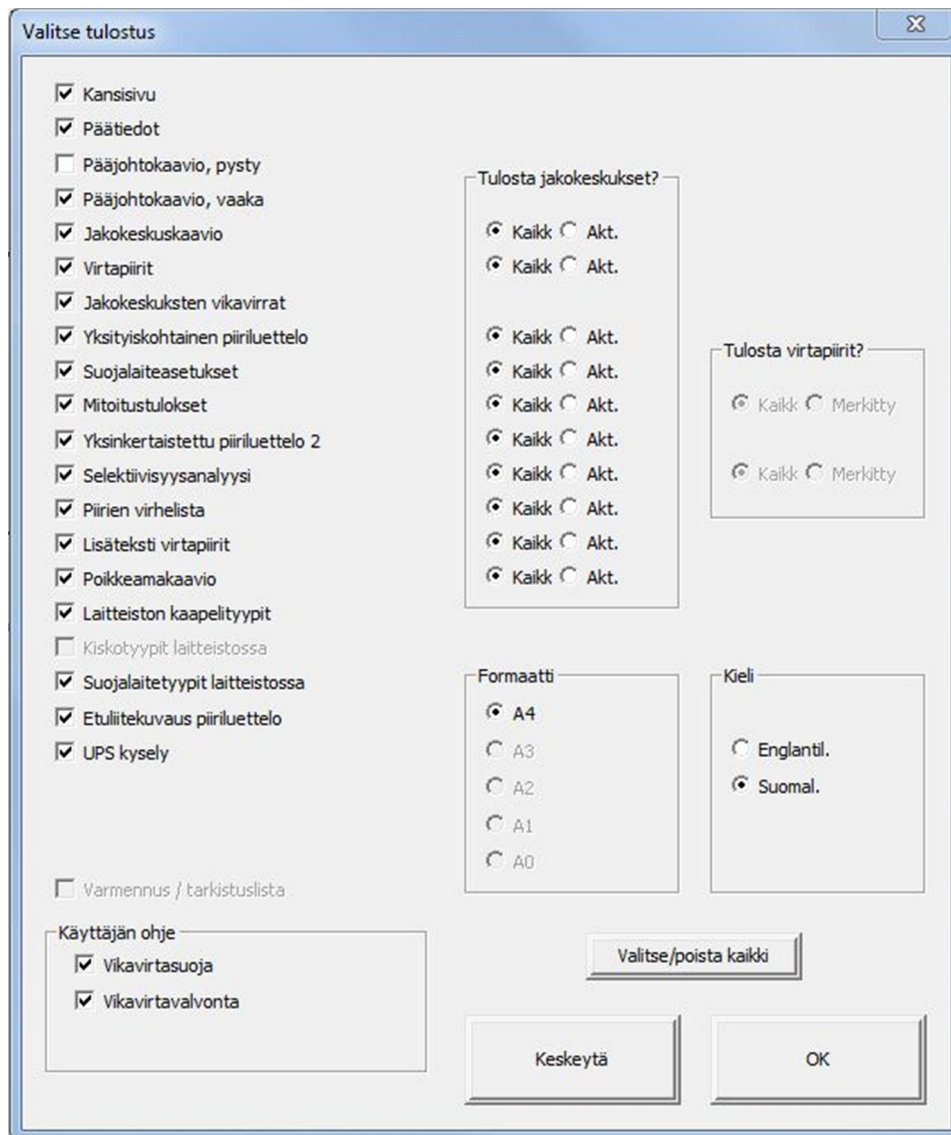 Valitse tulostus
Kansisivu
Päätiedot
Pääjohtokaavio, pysty
Pääjohtokaavio, vaaka
Jakokeskuskaavio
Virtapiirit
Jakokeskuksten vikavirrat
Yksityiskohtainen piiriluettelo
Suojalaiteasetukset
Mitoitustulokset
Yksinkertaistettu piiriluettelo 2
Selektiivisyysanalyysi
Piirien virhelista
Lisäteksti virtapiirit
Poikkeamakaavio
Laitteiston kaapelityypit
Kiskotyypit laitteistossa
Suojalaitetyypit laitteistossa
Etuliitekuvaus piiriluettelo
UPS kysely
Varmennus / tarkistuslista
Käyttäjän ohje
Vikavirtasuoja
Vikavirtavalvonta
Tulosta jakokeskukset?
Kaikk Akt.
Kaikk Akt.
Kaikk Akt.
Kaikk Akt.
Kaikk Akt.
Kaikk Akt.
Kaikk Akt.
Kaikk Akt.
Kaikk Akt.
Kaikk Akt.
Tulosta virtapiirit?
Kaikk Merkitty
Kaikk Merkitty
Formaatti
A4
A3
A2
A1
A0
Kieli
Englantil.
Suomal.
Valitse/poista kaikki
Keskeytä
OK